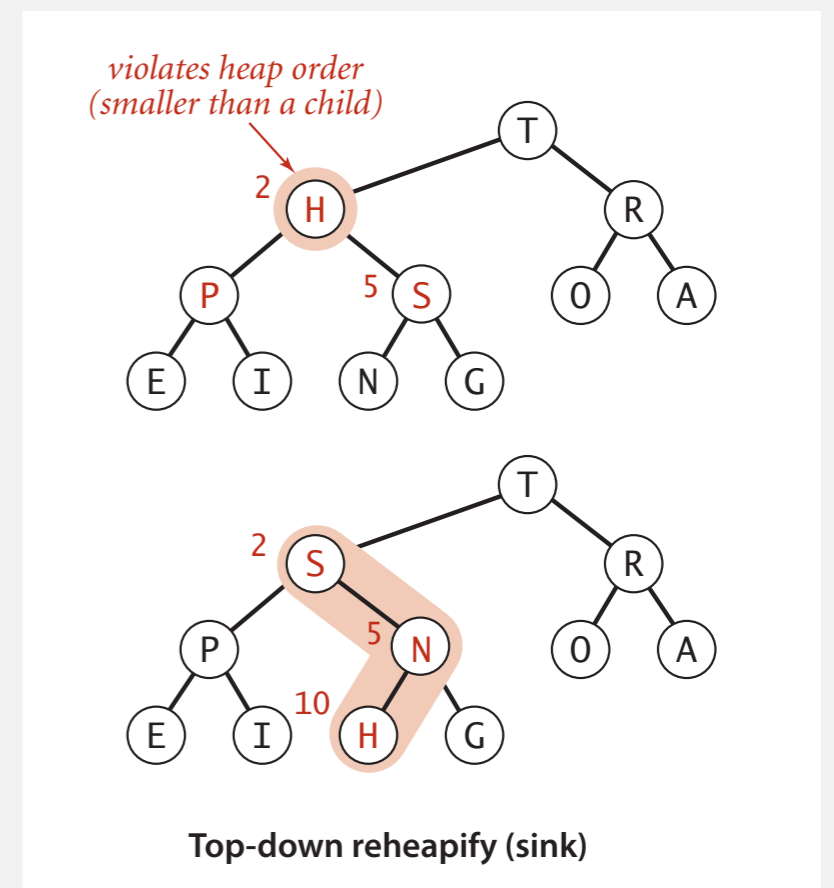 violates heap order
(smaller than a child)
T
2 H R
P 5 S O A
E I N G
T
2 S R
P 5 N O A
E I 10 H G
Top-down reheapify (sink)